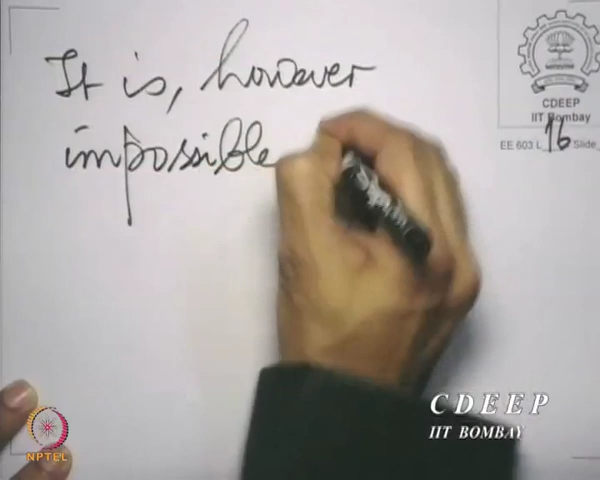 It is, however
impossible
CDEEP
IIT Bombay
EE 603 L 16 Slide
CDEEP
IIT BOMBAY
NPTEL